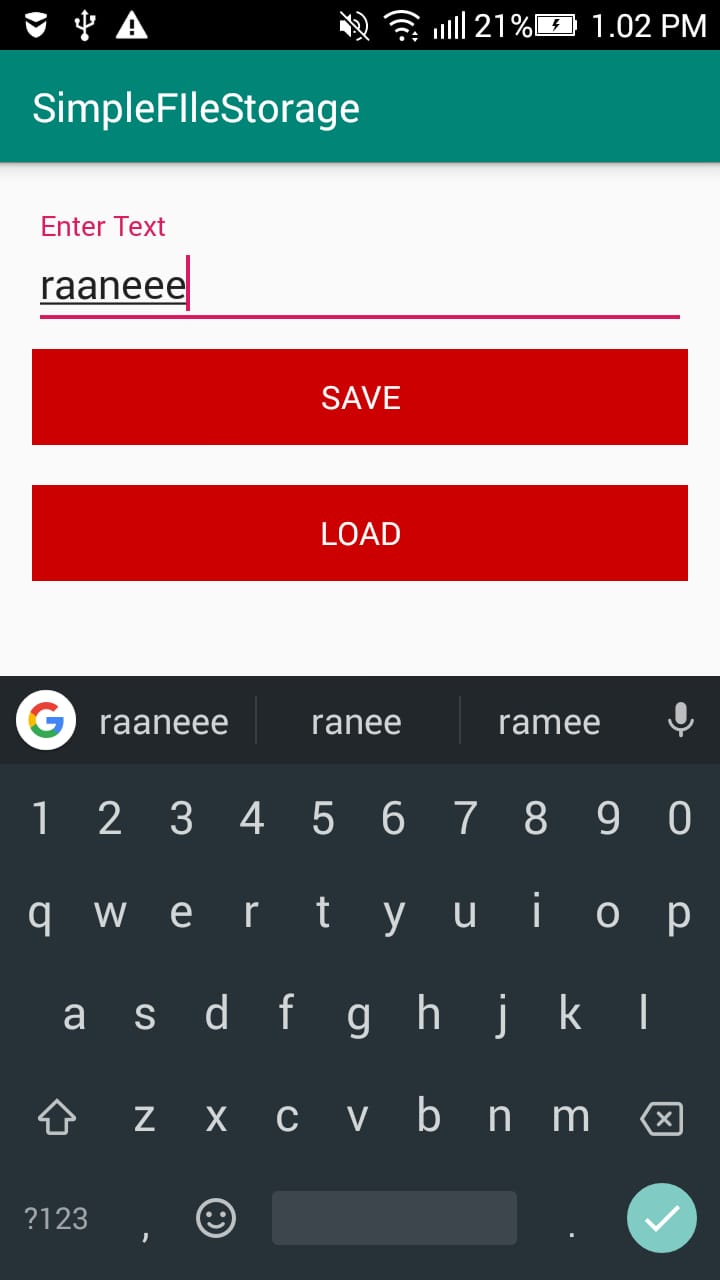 21% 1.02 PM
SimpleFIleStorage
Enter Text
raaneee
SAVE
LOAD
G raaneee ranee ramee
1 2 3 4 5 6 7 8 9 0
q w e r t y u i o p
a s d f g h j k l
z x c v b n m
?123 , .